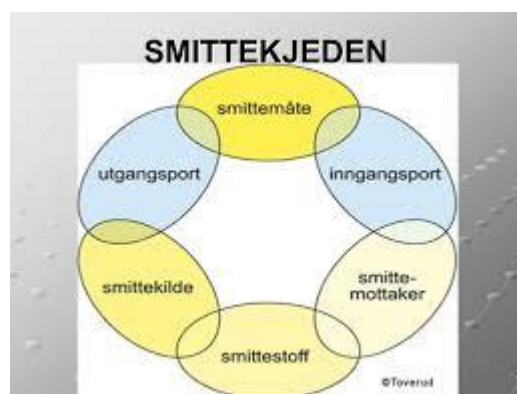 SMITTEKJEDEN
smittemåte
utgangsport
inngangsport
smittekilde
smitte-
mottaker
smittestoff
©Toverud